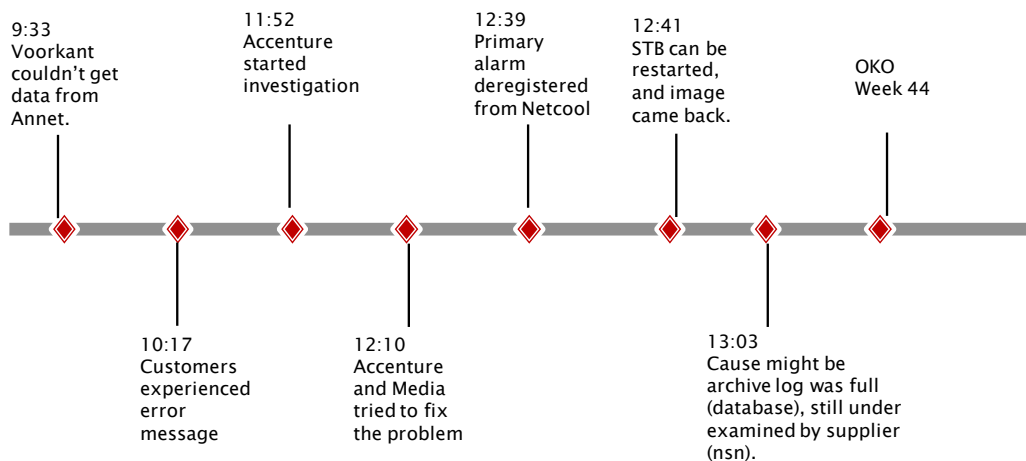 9:33
Voorkant
couldn't get
data from
Annet.
10:17
Customers
experienced
error
message
11:52
Accenture
started
investigation
12:10
Accenture
and Media
tried to fix
the problem
12:39
Primary
alarm
deregistered
from Netcool
12:41
STB can be
restarted,
and image
came back.
13:03
Cause might be
archive log was full
(database), still under
examined by supplier
(nsn).
OKO
Week 44